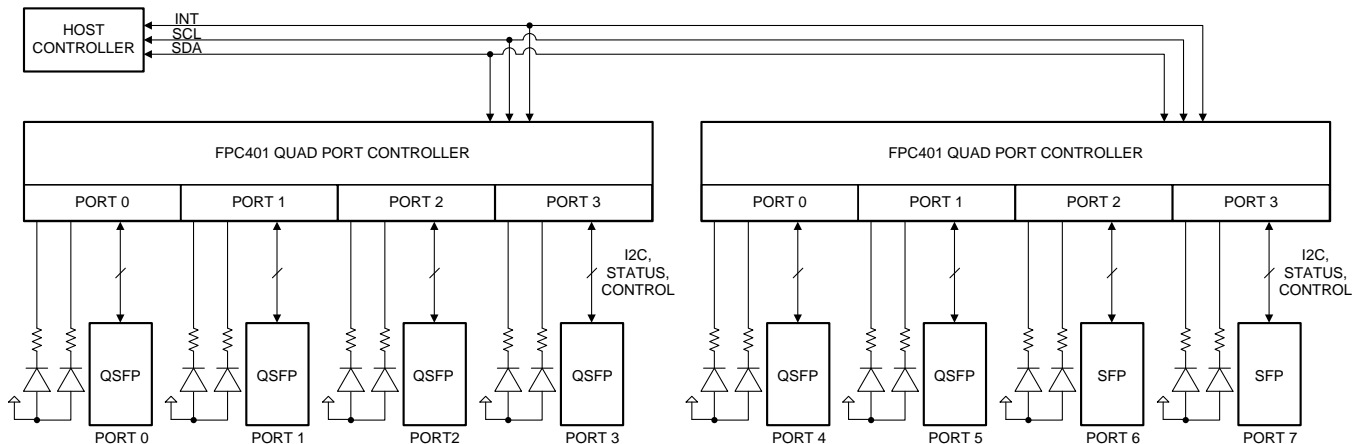 HOST
CONTROLLER
INT
SCL
SDA
FPC401 QUAD PORT CONTROLLER
PORT 0
PORT 1
PORT 2
PORT 3
FPC401 QUAD PORT CONTROLLER
PORT 0
PORT 1
PORT 2
PORT 3
I2C,
STATUS,
CONTROL
I2C,
STATUS,
CONTROL
QSFP
QSFP
QSFP
QSFP
QSFP
QSFP
SFP
SFP
PORT 0
PORT 1
PORT2
PORT 3
PORT 4
PORT 5
PORT 6
PORT 7